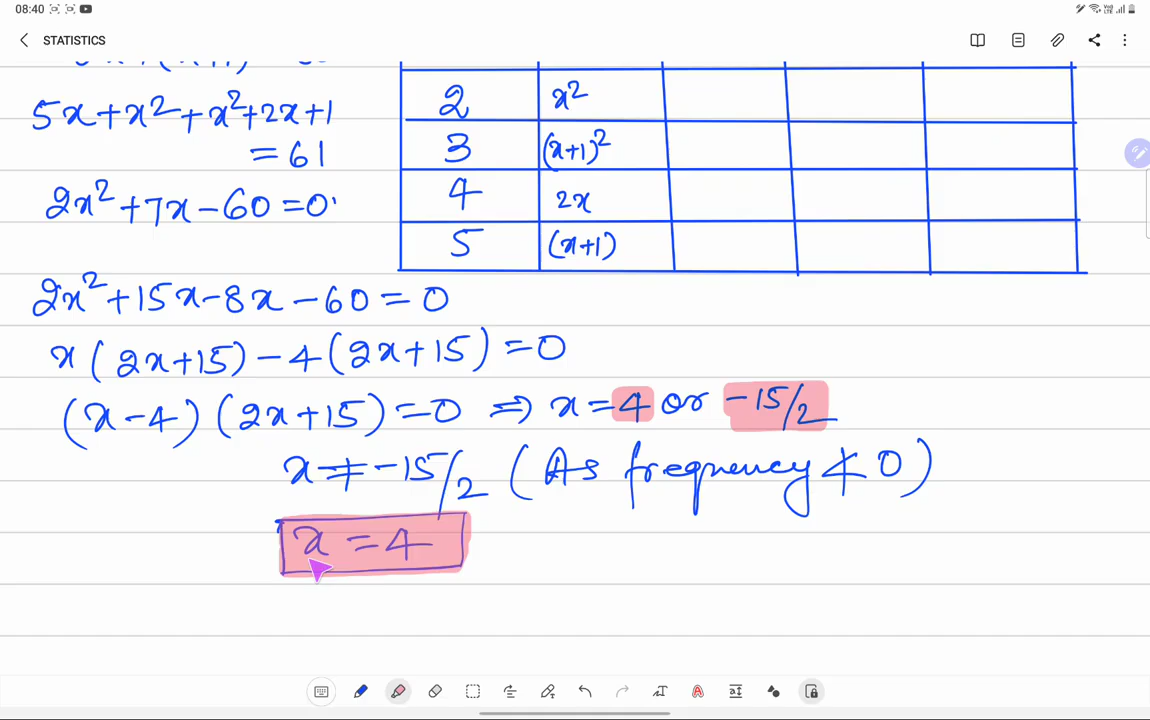 08:40
STATISTICS
5x+x²+x²+2x+1
=61
2x²+7x-60=0
2 x²
3 (x+1)²
4 2x
5 (x+1)
2x²+15x-8x-60=0
x(2x+15)-4(2x+15)=0
(x-4)(2x+15)=0 ⇒ x=4 or -15/2
x≠-15/2 (As frequency ≮ 0)
x=4